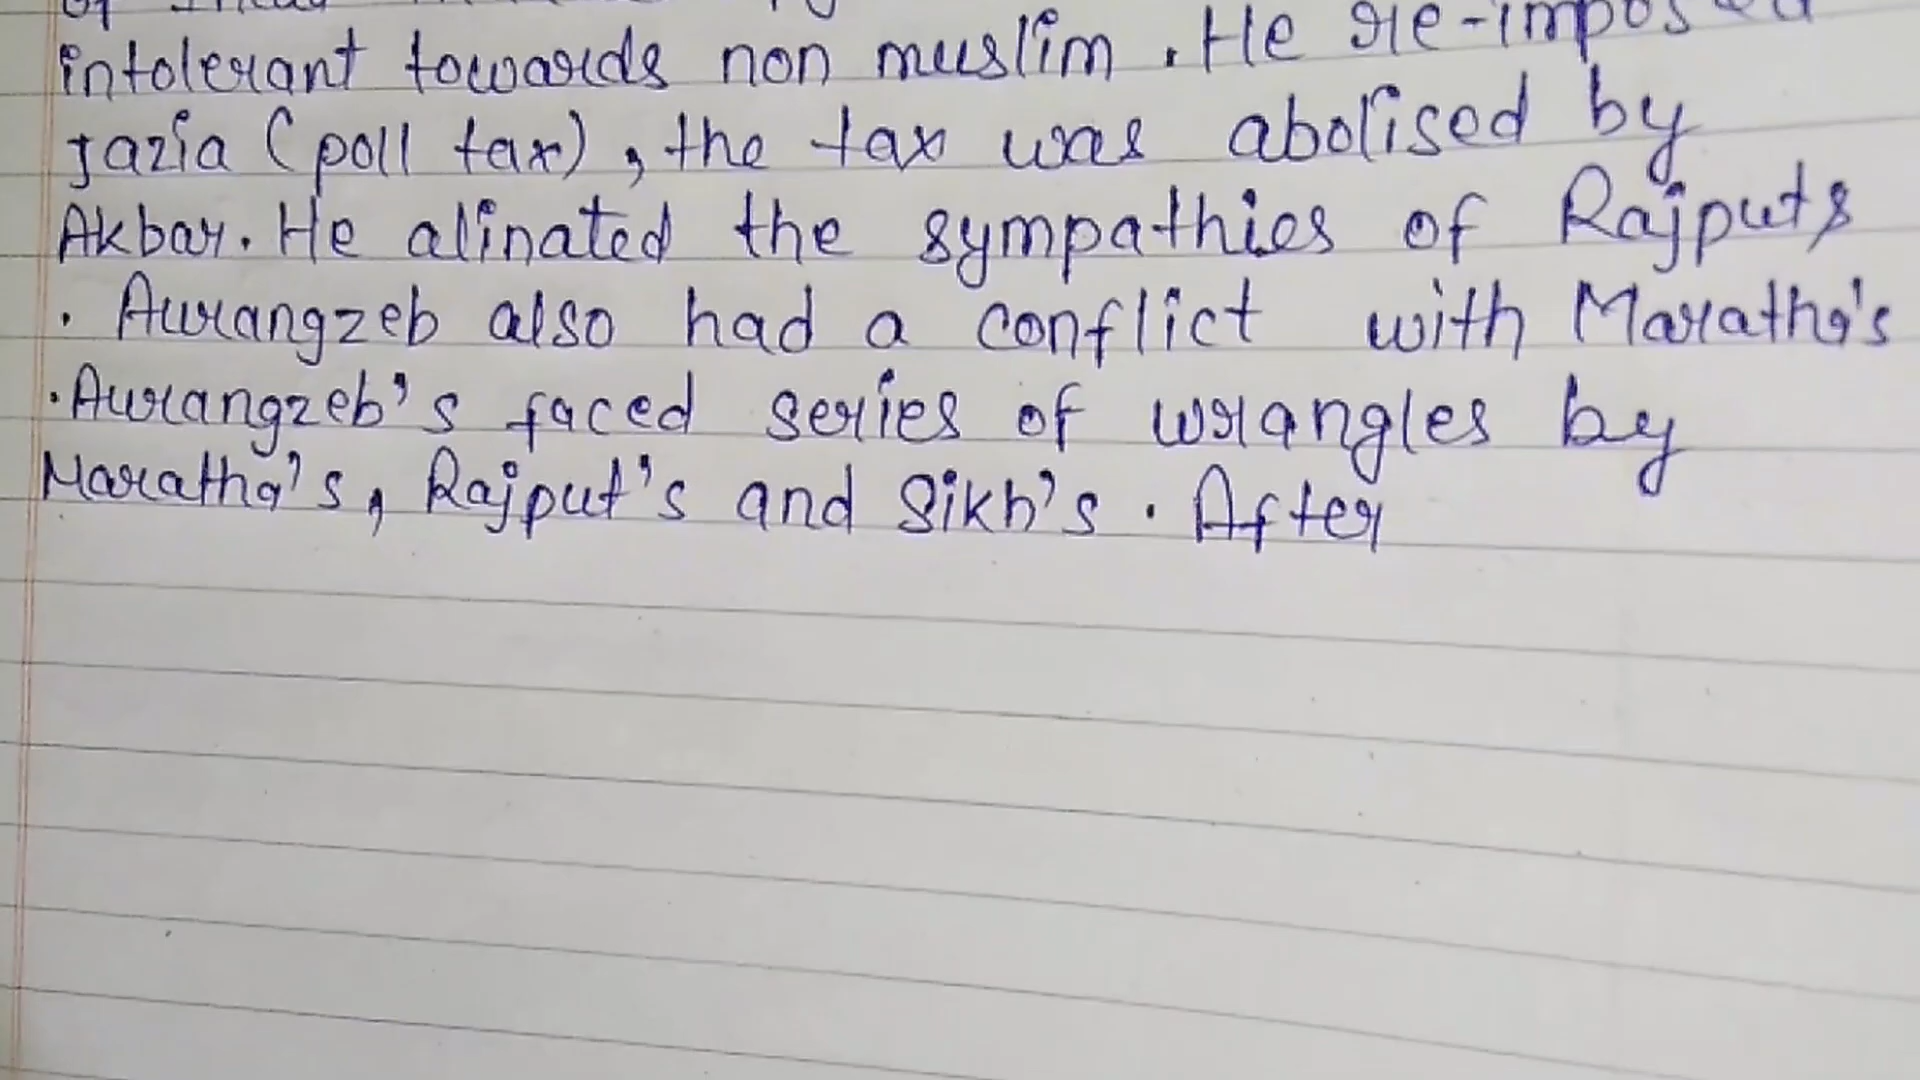 intolerant towards non muslim. He re-imposed
Jazia (poll tax), the tax was abolised by
Akbar. He alinated the sympathies of Rajputs
. Aurangzeb also had a conflict with Maratha's
. Aurangzeb's faced series of wrangles by
Maratha's, Rajput's and Sikh's. After